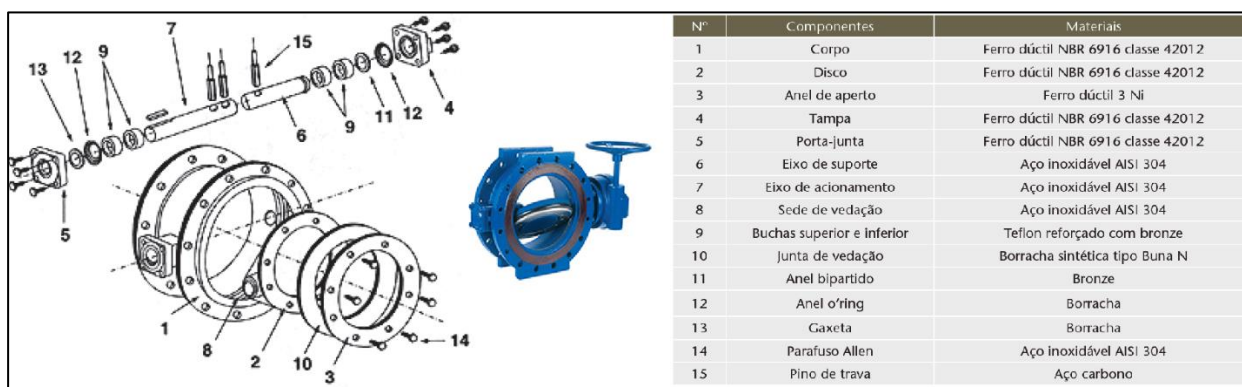 7
15
12
9
13
4
12
11
9
6
5
1
8
2
10
3
14
Nº Componentes Materiais
1 Corpo Ferro dúctil NBR 6916 classe 42012
2 Disco Ferro dúctil NBR 6916 classe 42012
3 Anel de aperto Ferro dúctil 3 Ni
4 Tampa Ferro dúctil NBR 6916 classe 42012
5 Porta-junta Ferro dúctil NBR 6916 classe 42012
6 Eixo de suporte Aço inoxidável AISI 304
7 Eixo de acionamento Aço inoxidável AISI 304
8 Sede de vedação Aço inoxidável AISI 304
9 Buchas superior e inferior Teflon reforçado com bronze
10 Junta de vedação Borracha sintética tipo Buna N
11 Anel bipartido Bronze
12 Anel o’ring Borracha
13 Gaxeta Borracha
14 Parafuso Allen Aço inoxidável AISI 304
15 Pino de trava Aço carbono